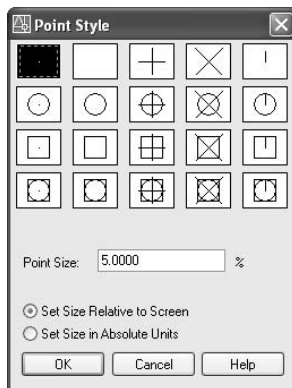 Point Style
Point Size: 5.0000 %
Set Size Relative to Screen
Set Size in Absolute Units
OK Cancel Help